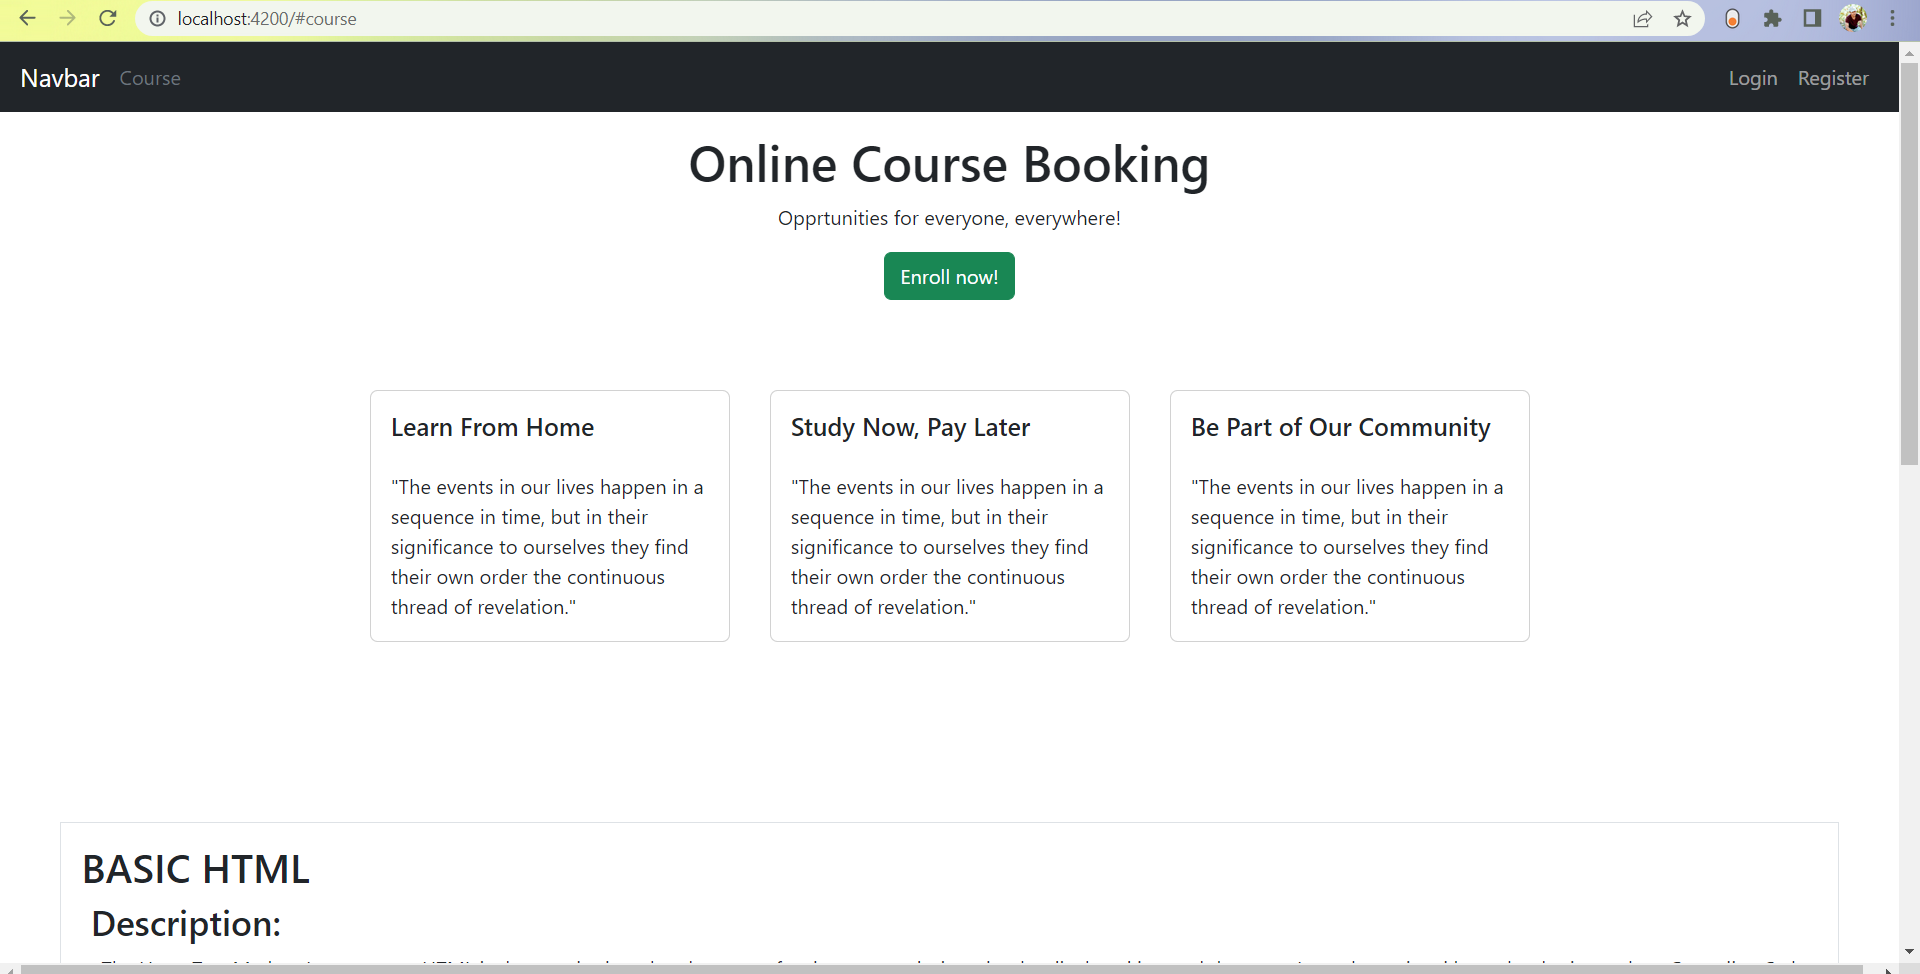 localhost:4200/#course
Navbar Course Login Register
Online Course Booking
Opprtunities for everyone, everywhere!
Enroll now!
Learn From Home
"The events in our lives happen in a
sequence in time, but in their
significance to ourselves they find
their own order the continuous
thread of revelation."
Study Now, Pay Later
"The events in our lives happen in a
sequence in time, but in their
significance to ourselves they find
their own order the continuous
thread of revelation."
Be Part of Our Community
"The events in our lives happen in a
sequence in time, but in their
significance to ourselves they find
their own order the continuous
thread of revelation."
BASIC HTML
Description: